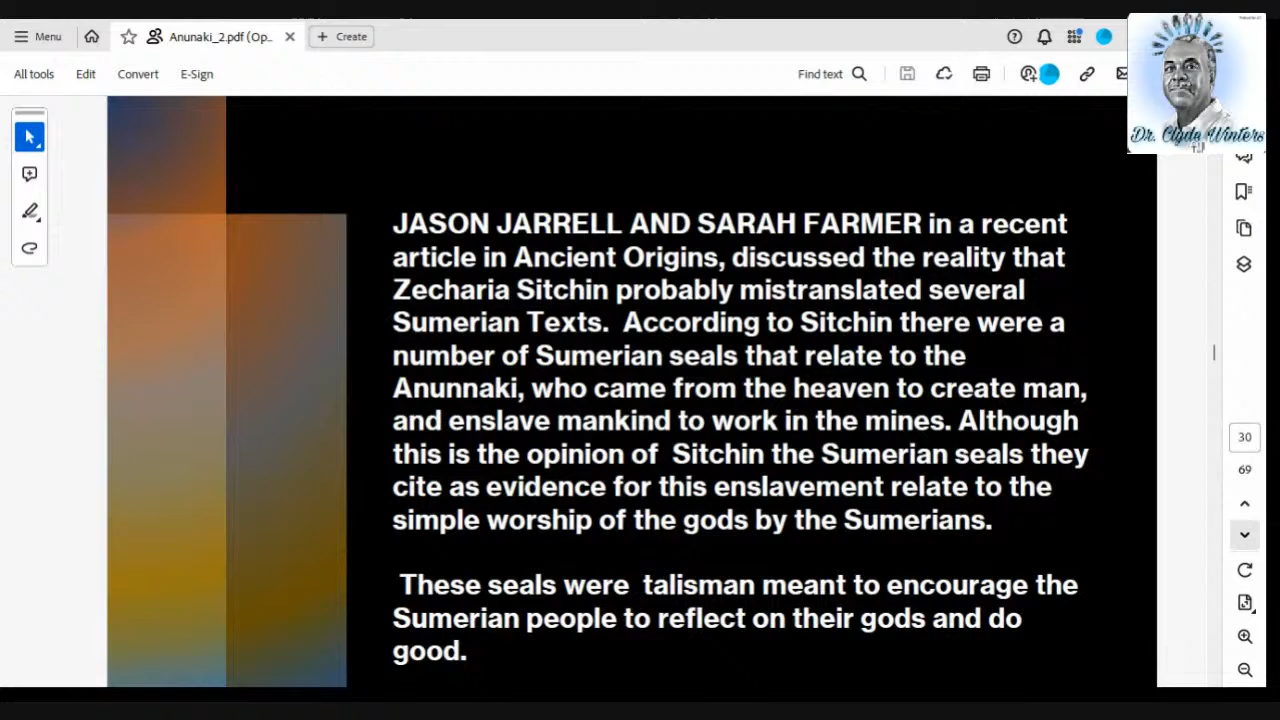 Menu
Anunaki_2.pdf (Op...
Create
All tools
Edit
Convert
E-Sign
Find text
Dr. Clyde Winters
JASON JARRELL AND SARAH FARMER in a recent
article in Ancient Origins, discussed the reality that
Zecharia Sitchin probably mistranslated several
Sumerian Texts.  According to Sitchin there were a
number of Sumerian seals that relate to the
Anunnaki, who came from the heaven to create man,
and enslave mankind to work in the mines. Although
this is the opinion of  Sitchin the Sumerian seals they
cite as evidence for this enslavement relate to the
simple worship of the gods by the Sumerians.
These seals were  talisman meant to encourage the
Sumerian people to reflect on their gods and do
good.
30
69